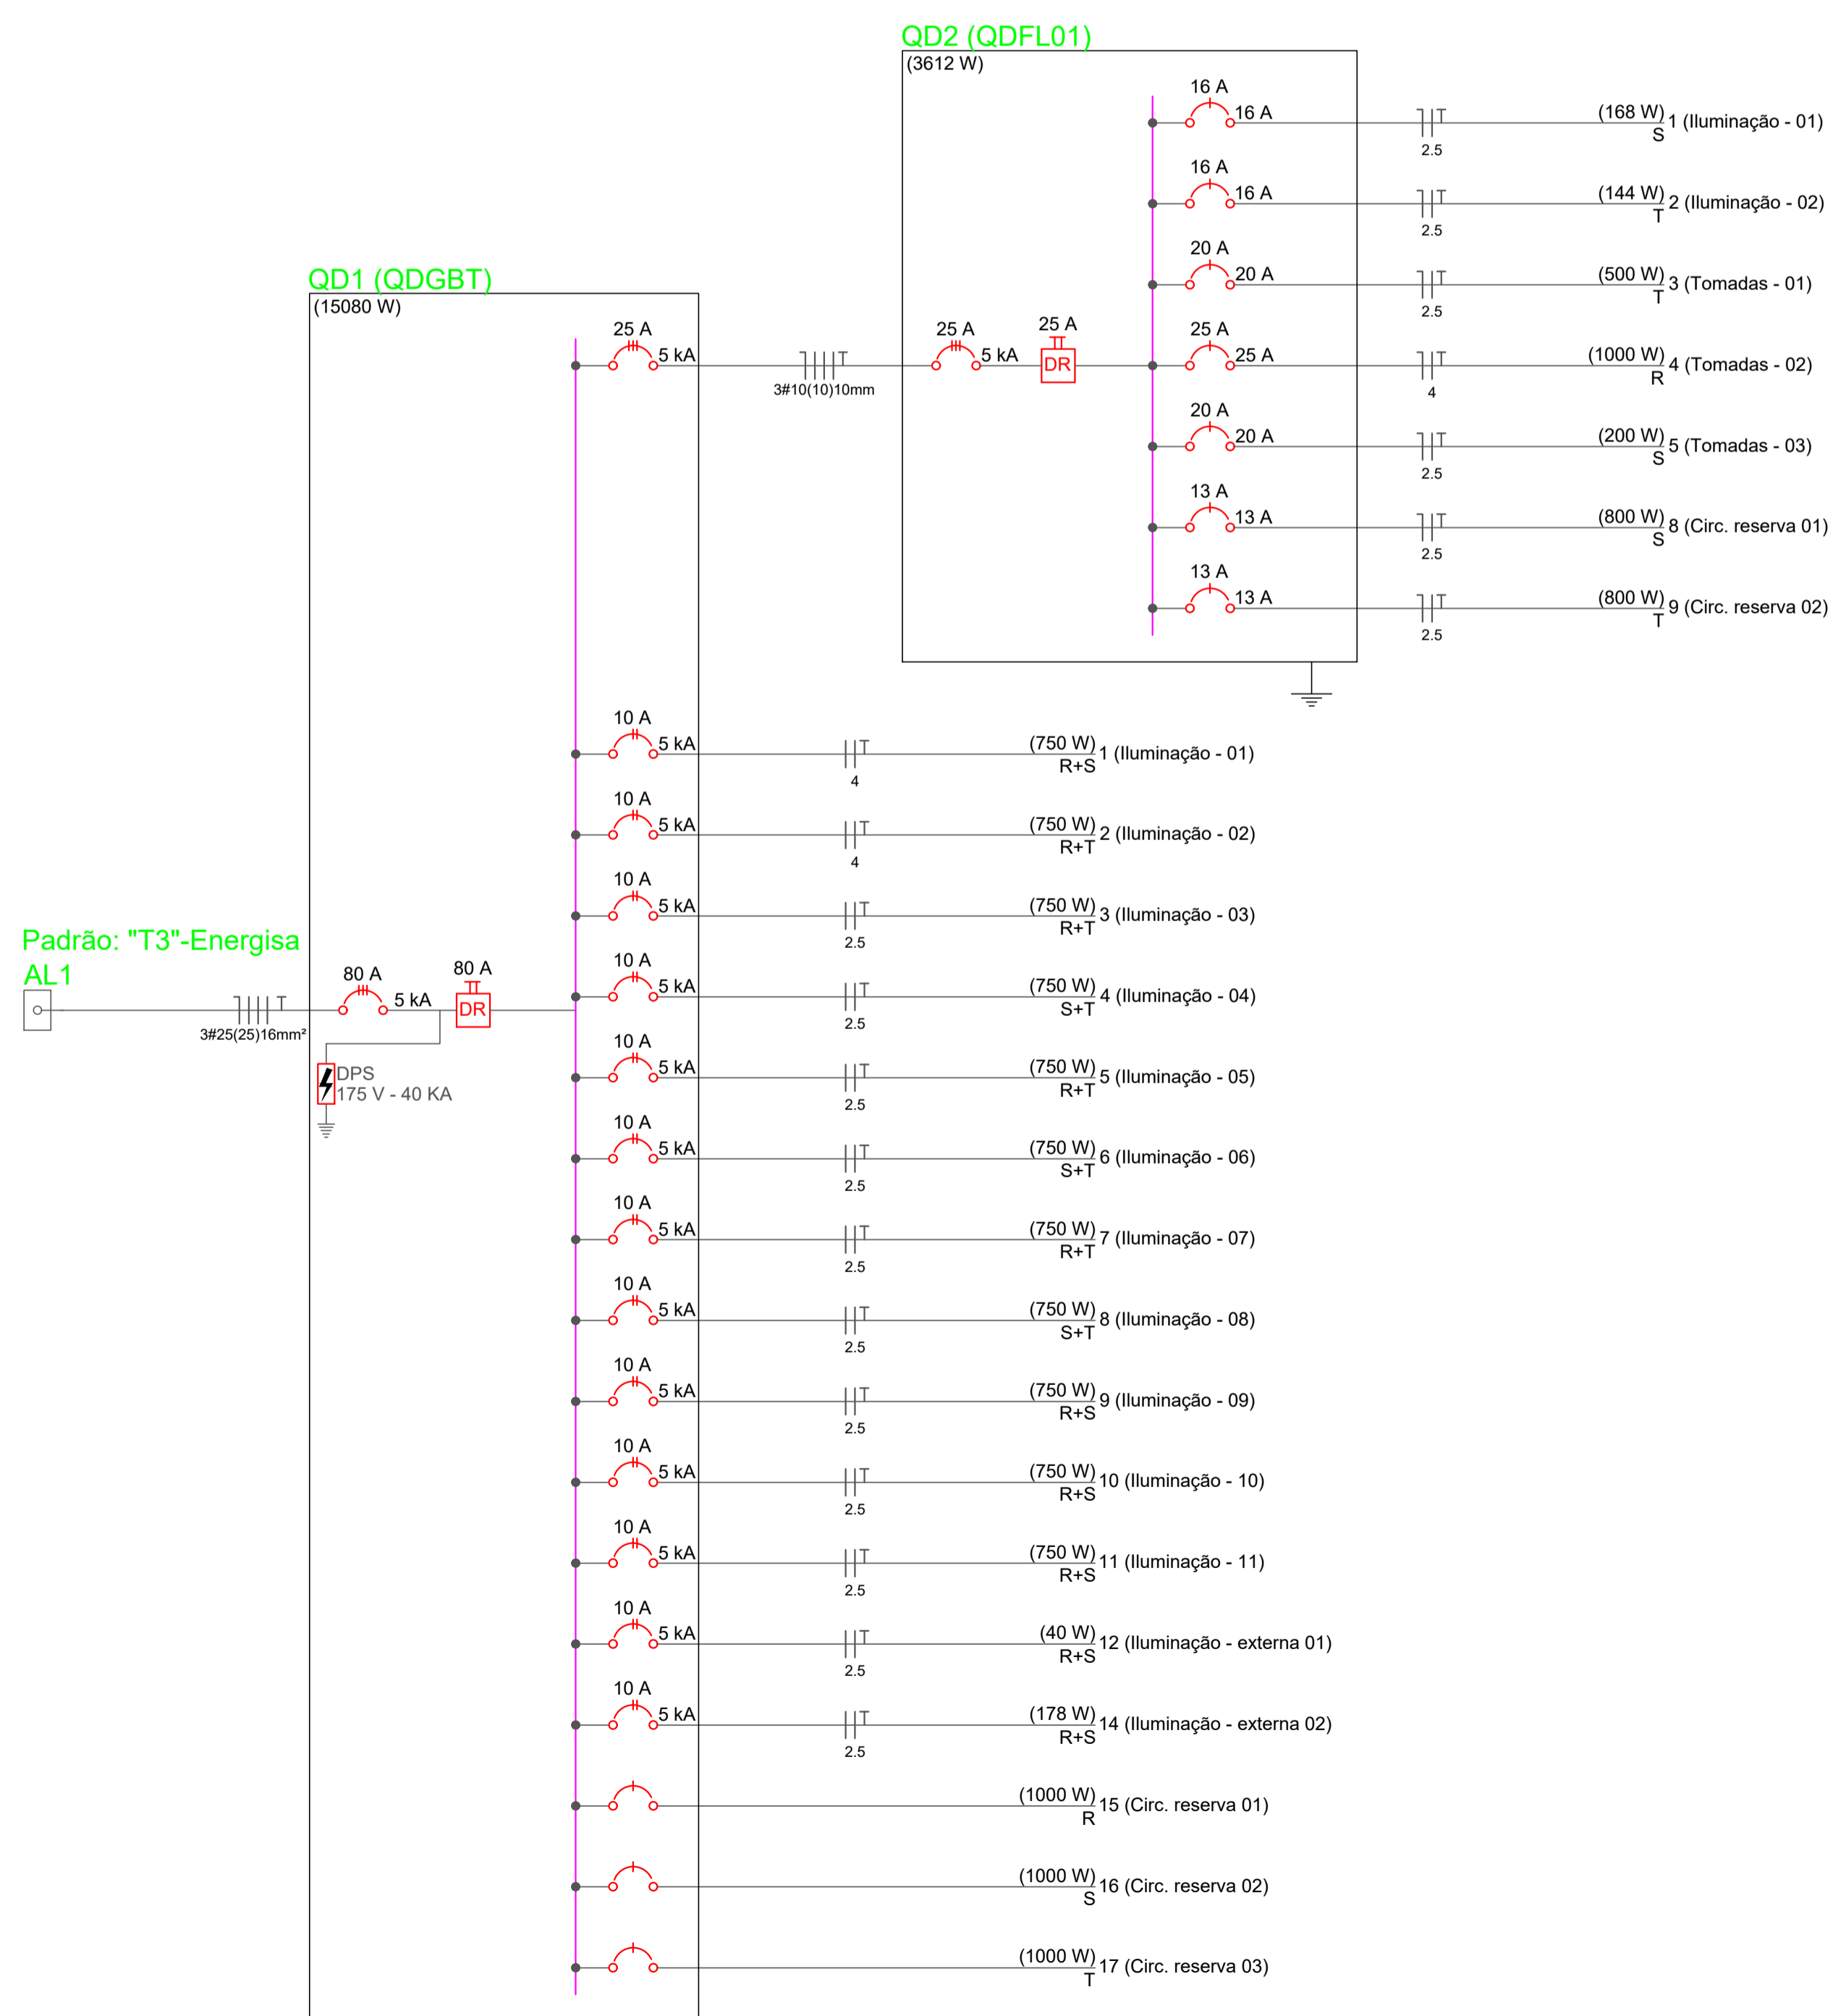 QD2 (QDFL01)
(3612 W)
16 A
16 A
2.5
(168 W)
S
1 (Iluminação - 01)
16 A
16 A
2.5
(144 W)
T
2 (Iluminação - 02)
20 A
20 A
2.5
(500 W)
T
3 (Tomadas - 01)
25 A
5 kA
25 A
DR
25 A
25 A
4
(1000 W)
R
4 (Tomadas - 02)
20 A
20 A
2.5
(200 W)
S
5 (Tomadas - 03)
13 A
13 A
2.5
(800 W)
S
8 (Circ. reserva 01)
13 A
13 A
2.5
(800 W)
T
9 (Circ. reserva 02)
QD1 (QDGBT)
(15080 W)
25 A
5 kA
3#10(10)10mm
10 A
5 kA
4
(750 W)
R+S
1 (Iluminação - 01)
10 A
5 kA
4
(750 W)
R+T
2 (Iluminação - 02)
10 A
5 kA
2.5
(750 W)
R+T
3 (Iluminação - 03)
Padrão: "T3"-Energisa
AL1
3#25(25)16mm²
80 A
5 kA
80 A
DR
DPS
175 V - 40 KA
10 A
5 kA
2.5
(750 W)
S+T
4 (Iluminação - 04)
10 A
5 kA
2.5
(750 W)
R+T
5 (Iluminação - 05)
10 A
5 kA
2.5
(750 W)
S+T
6 (Iluminação - 06)
10 A
5 kA
2.5
(750 W)
R+T
7 (Iluminação - 07)
10 A
5 kA
2.5
(750 W)
S+T
8 (Iluminação - 08)
10 A
5 kA
2.5
(750 W)
R+S
9 (Iluminação - 09)
10 A
5 kA
2.5
(750 W)
R+S
10 (Iluminação - 10)
10 A
5 kA
2.5
(750 W)
R+S
11 (Iluminação - 11)
10 A
5 kA
2.5
(40 W)
R+S
12 (Iluminação - externa 01)
10 A
5 kA
2.5
(178 W)
R+S
14 (Iluminação - externa 02)
(1000 W)
R
15 (Circ. reserva 01)
(1000 W)
S
16 (Circ. reserva 02)
(1000 W)
T
17 (Circ. reserva 03)